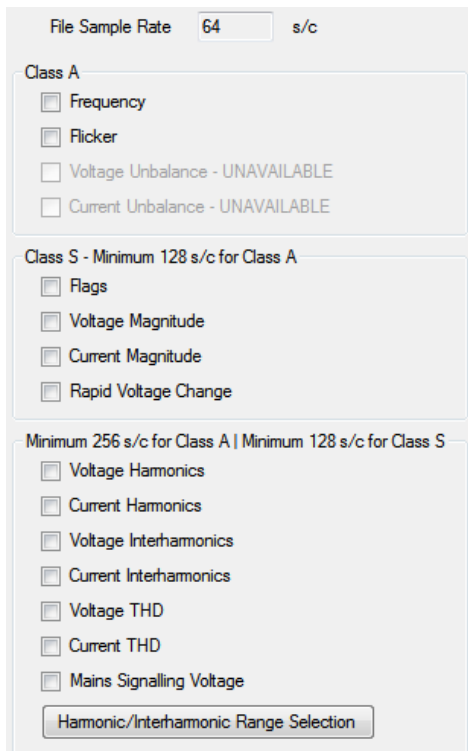 File Sample Rate 64 s/c
Class A
Frequency
Flicker
Voltage Unbalance - UNAVAILABLE
Current Unbalance - UNAVAILABLE
Class S - Minimum 128 s/c for Class A
Flags
Voltage Magnitude
Current Magnitude
Rapid Voltage Change
Minimum 256 s/c for Class A | Minimum 128 s/c for Class S
Voltage Harmonics
Current Harmonics
Voltage Interharmonics
Current Interharmonics
Voltage THD
Current THD
Mains Signalling Voltage
Harmonic/Interharmonic Range Selection